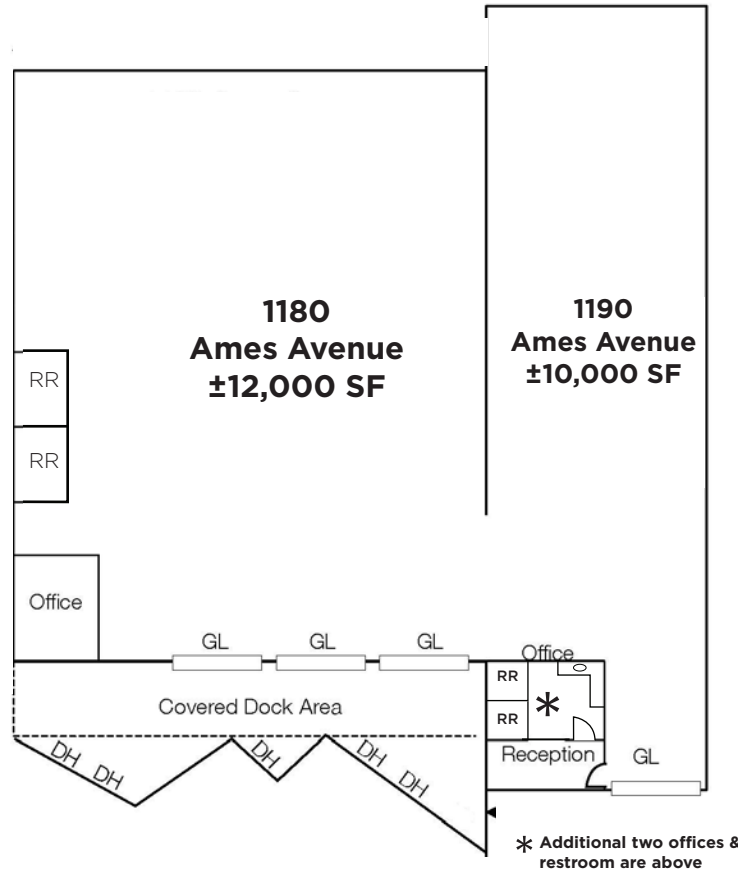 1180
Ames Avenue
±12,000 SF
1190
Ames Avenue
±10,000 SF
RR
RR
Office
GL
GL
GL
Office
RR
RR
*
Covered Dock Area
Reception
GL
DH
DH
DH
DH
DH
* Additional two offices &
restroom are above